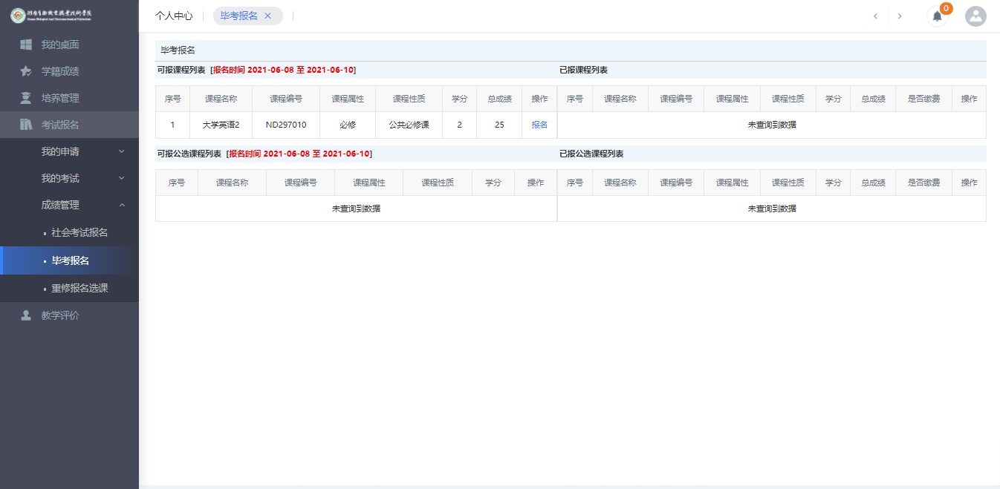 湖南生物机电职业技术学院
Hunan Biological And Electromechanical Polytechnic
我的桌面
学籍成绩
培养管理
考试报名
我的申请
我的考试
成绩管理
社会考试报名
毕考报名
重修报名选课
教学评价
个人中心 毕考报名 ×
0
毕考报名
可报课程列表 [报名时间 2021-06-08 至 2021-06-10] 已报课程列表
序号 课程名称 课程编号 课程属性 课程性质 学分 总成绩 操作 序号 课程名称 课程编号 课程属性 课程性质 学分 总成绩 是否缴费 操作
1 大学英语2 ND297010 必修 公共必修课 2 25 报名 未查询到数据
可报公选课程列表 [报名时间 2021-06-08 至 2021-06-10] 已报公选课程列表
序号 课程名称 课程编号 课程属性 课程性质 学分 操作 序号 课程名称 课程编号 课程属性 课程性质 学分 总成绩 是否缴费 操作
未查询到数据 未查询到数据